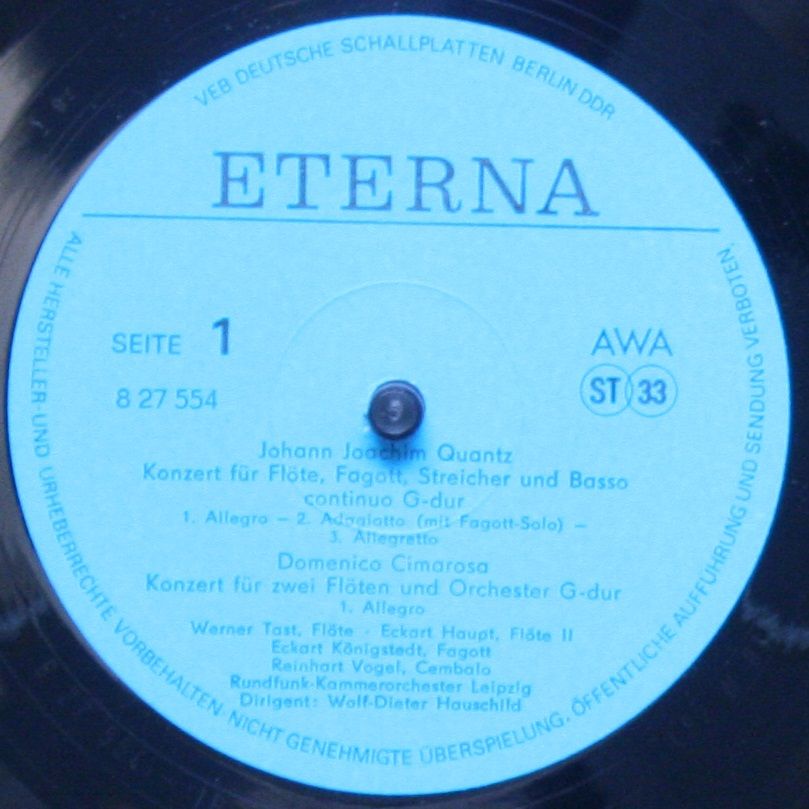 VEB DEUTSCHE SCHALLPLATTEN BERLIN DDR
ETERNA
SEITE 1
AWA
8 27 554
ST 33
Johann Joachim Quantz
Konzert für Flöte, Fagott, Streicher und Basso
continuo G-dur
1. Allegro – 2. Adagiatto (mit Fagott-Solo) –
3. Allegretto
Domenico Cimarosa
Konzert für zwei Flöten und Orchester G-dur
1. Allegro
Werner Tast, Flöte · Eckart Haupt, Flöte II
Eckart Königstedt, Fagott
Reinhart Vogel, Cembalo
Rundfunk-Kammerorchester Leipzig
Dirigent: Wolf-Dieter Hauschild
ALLE HERSTELLER- UND URHEBERRECHTE VORBEHALTEN. NICHT GENEHMIGTE ÜBERSPIELUNG, ÖFFENTLICHE AUFFÜHRUNG UND SENDUNG VERBOTEN.